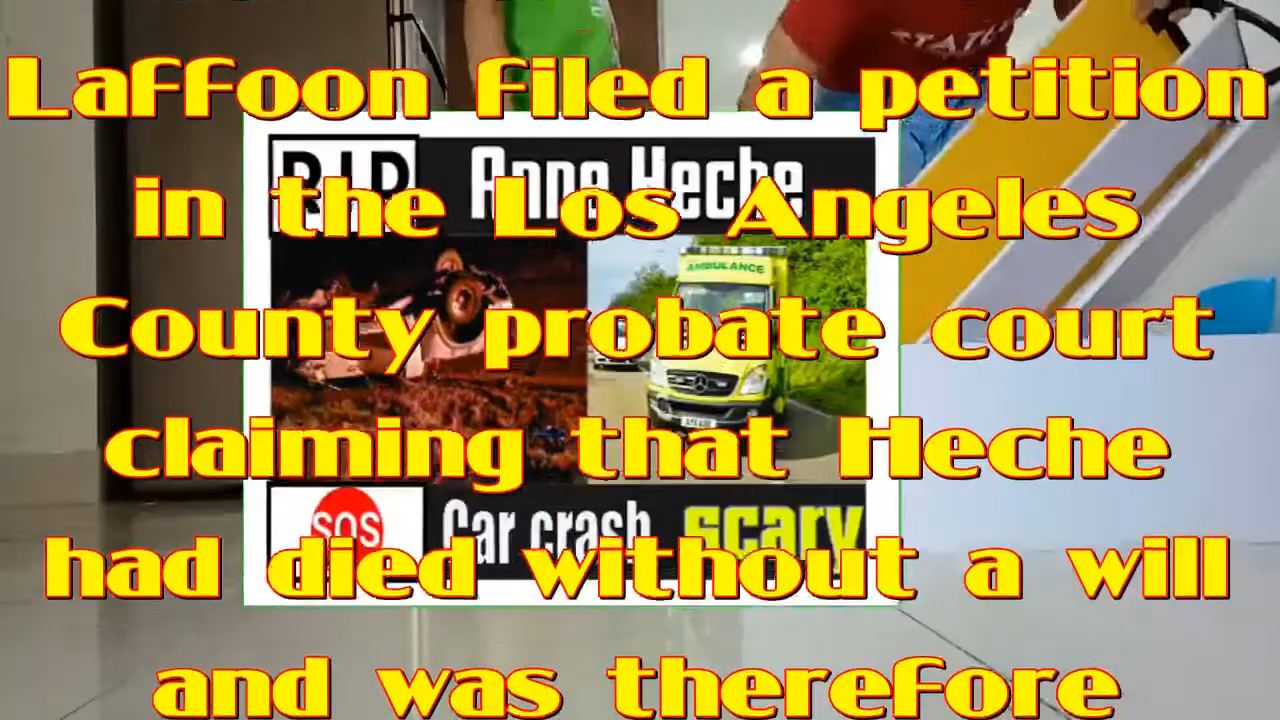 Laffoon filed a petition
in the Los Angeles
County probate court
claiming that Heche
had died without a will
and was therefore
R.I.P Anne Heche
AMBULANCE
SOS Car crash scary